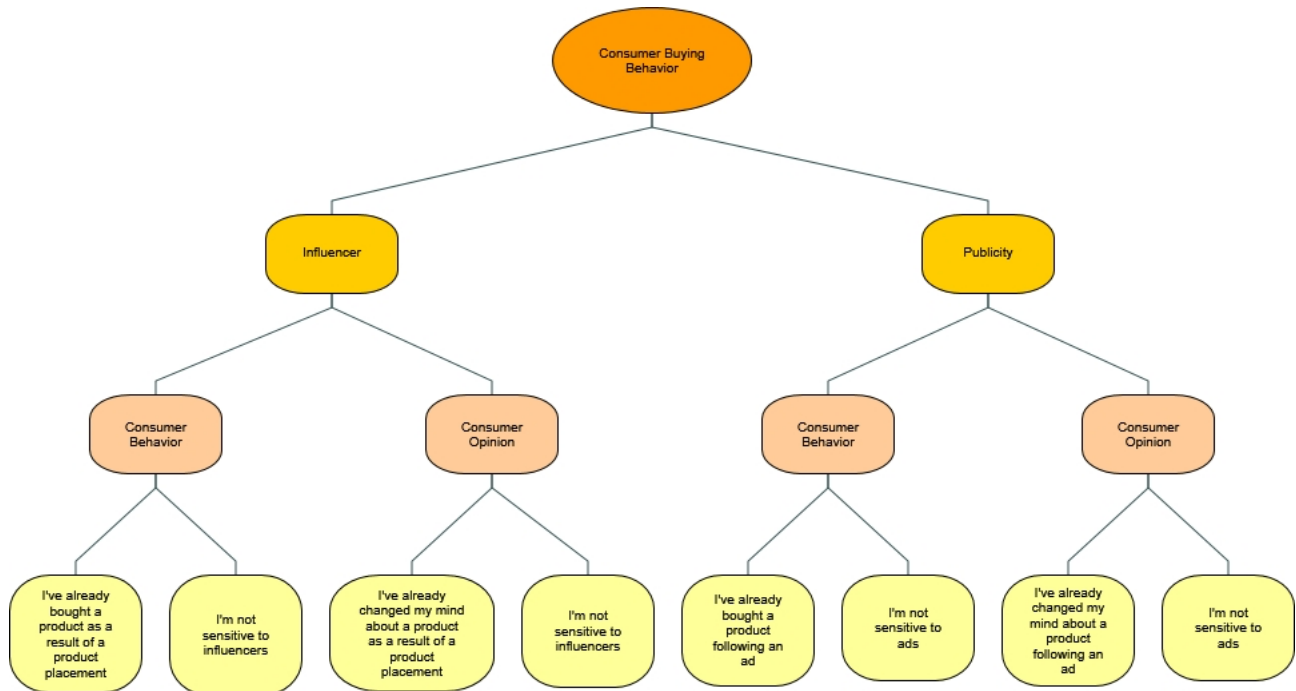 Consumer Buying
Behavior
Influencer
Publicity
Consumer
Behavior
Consumer
Opinion
Consumer
Behavior
Consumer
Opinion
I've already
bought a
product as a
result of a
product
placement
I'm not
sensitive to
influencers
I've already
changed my mind
about a product
as a result of a
product
placement
I'm not
sensitive to
influencers
I've already
bought a
product
following an
ad
I'm not
sensitive to
ads
I've already
changed my
mind about a
product
following an
ad
I'm not
sensitive to
ads